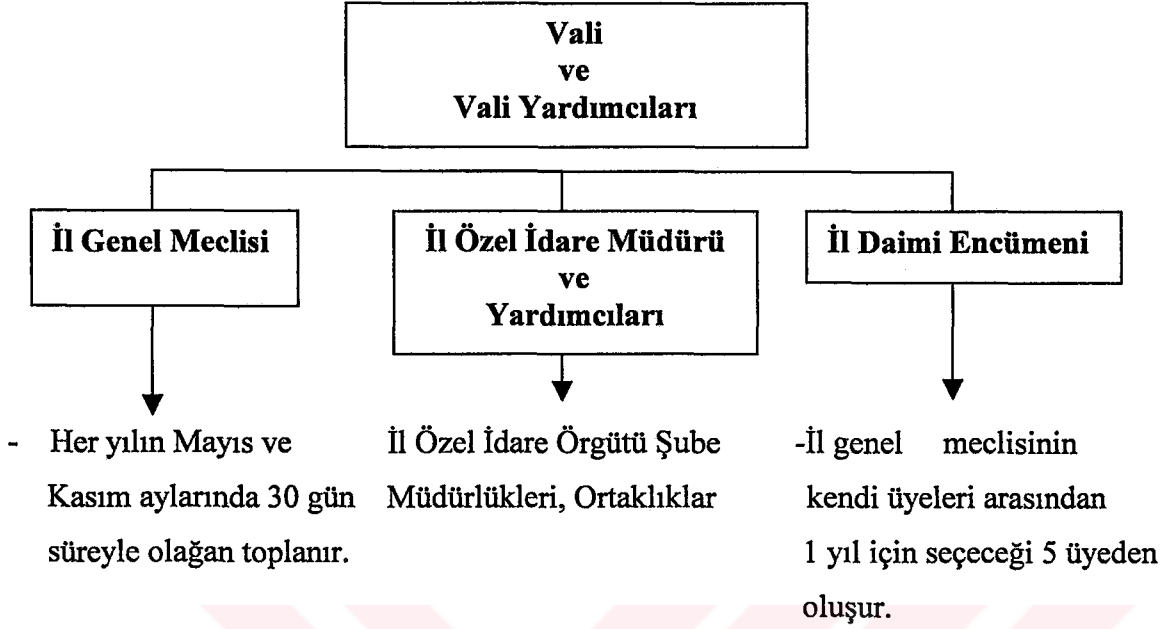 Vali
ve
Vali Yardımcıları
İl Genel Meclisi
İl Özel İdare Müdürü
ve
Yardımcıları
İl Daimi Encümeni
- Her yılın Mayıs ve
Kasım aylarında 30 gün
süreyle olağan toplanır.
İl Özel İdare Örgütü Şube
Müdürlükleri, Ortaklıklar
-İl genel meclisinin
kendi üyeleri arasından
1 yıl için seçeceği 5 üyeden
oluşur.